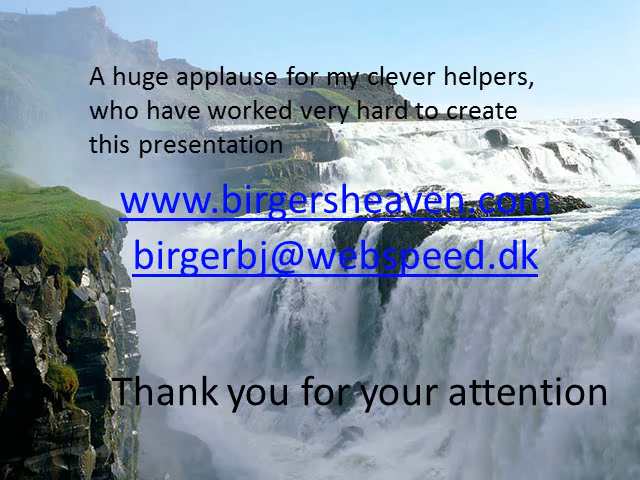 A huge applause for my clever helpers,
who have worked very hard to create
this presentation
www.birgersheaven.com
birgerbj@webspeed.dk
Thank you for your attention